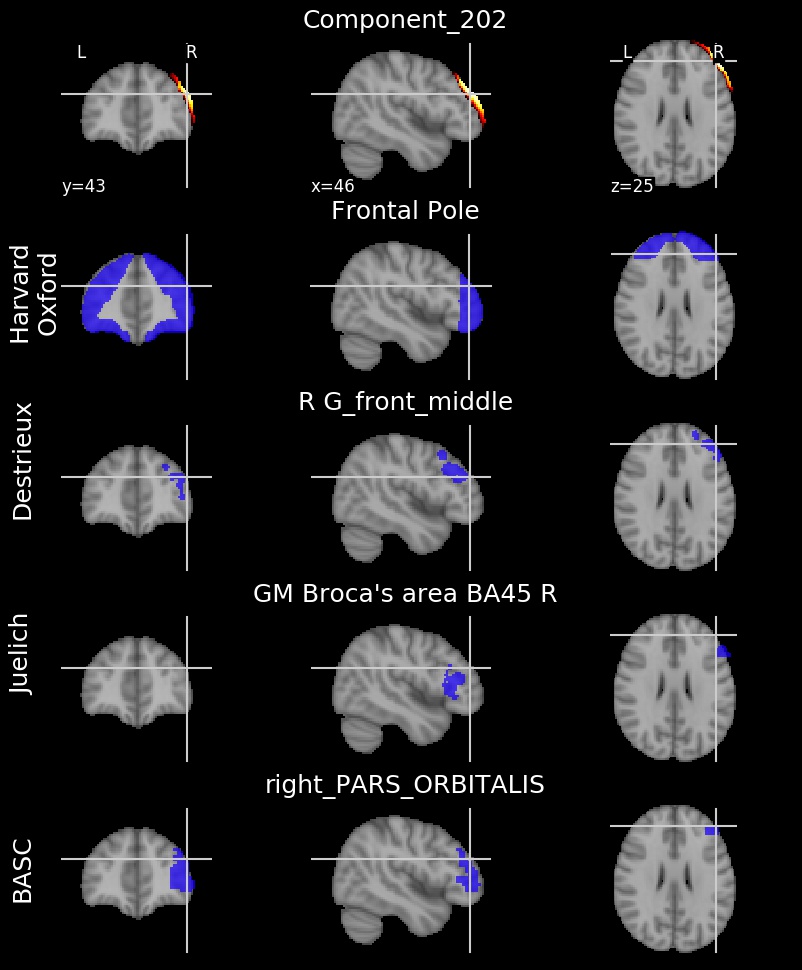 Component_202
L R
L R
y=43
x=46
z=25
Frontal Pole
Harvard
Oxford
R G_front_middle
Destrieux
GM Broca's area BA45 R
Juelich
right_PARS_ORBITALIS
BASC